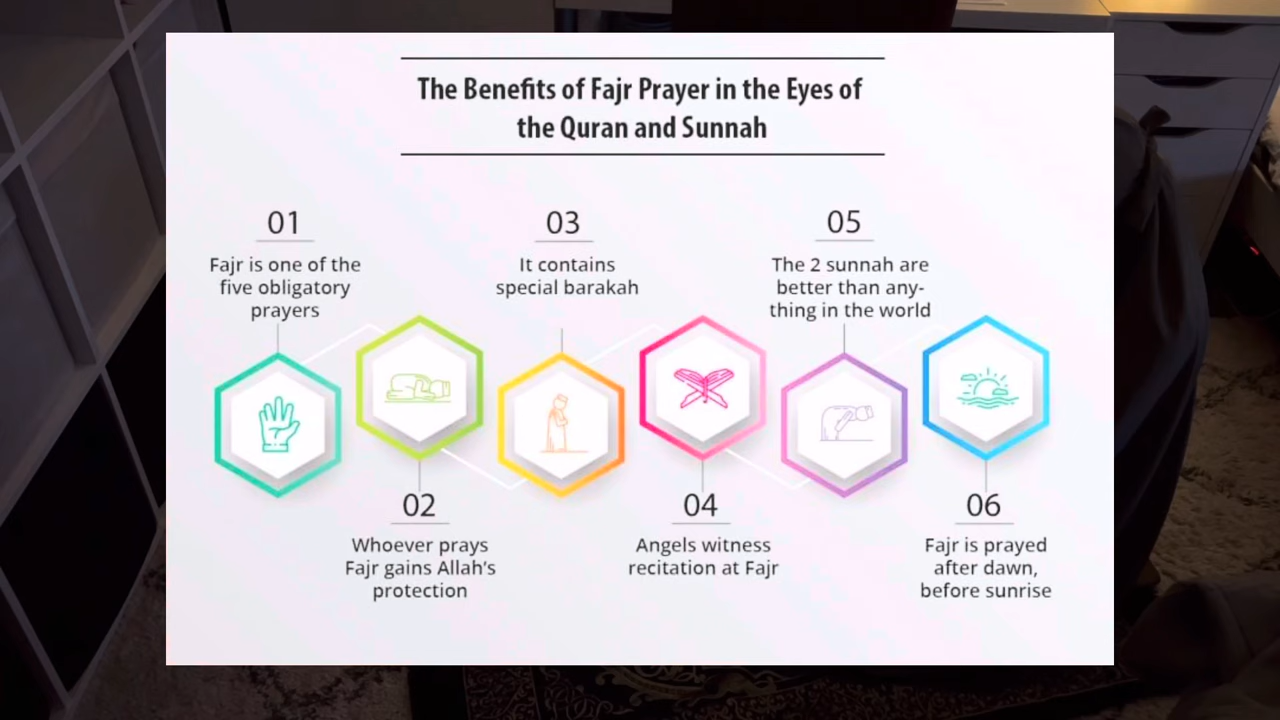 The Benefits of Fajr Prayer in the Eyes of
the Quran and Sunnah
01
Fajr is one of the
five obligatory
prayers
02
Whoever prays
Fajr gains Allah's
protection
03
It contains
special barakah
04
Angels witness
recitation at Fajr
05
The 2 sunnah are
better than any-
thing in the world
06
Fajr is prayed
after dawn,
before sunrise